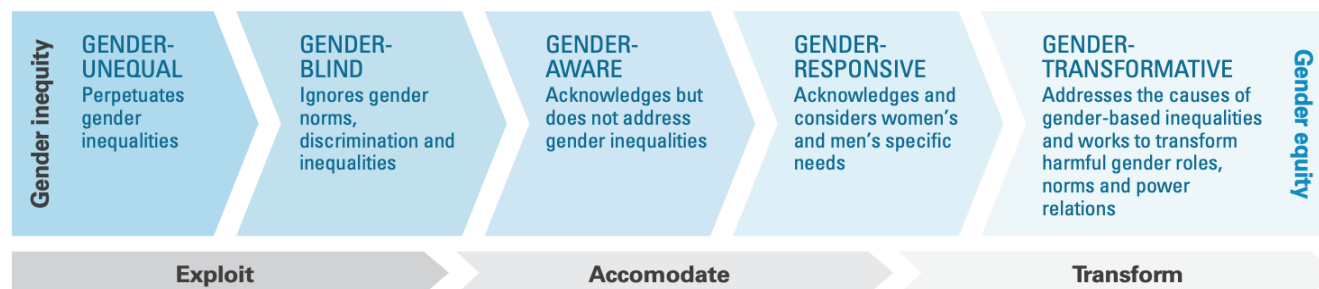 Gender inequity
GENDER-
UNEQUAL
Perpetuates
gender
inequalities
GENDER-
BLIND
Ignores gender
norms,
discrimination and
inequalities
GENDER-
AWARE
Acknowledges but
does not address
gender inequalities
GENDER-
RESPONSIVE
Acknowledges and
considers women’s
and men’s specific
needs
GENDER-
TRANSFORMATIVE
Addresses the causes of
gender-based inequalities
and works to transform
harmful gender roles,
norms and power
relations
Gender equity
Exploit
Accomodate
Transform